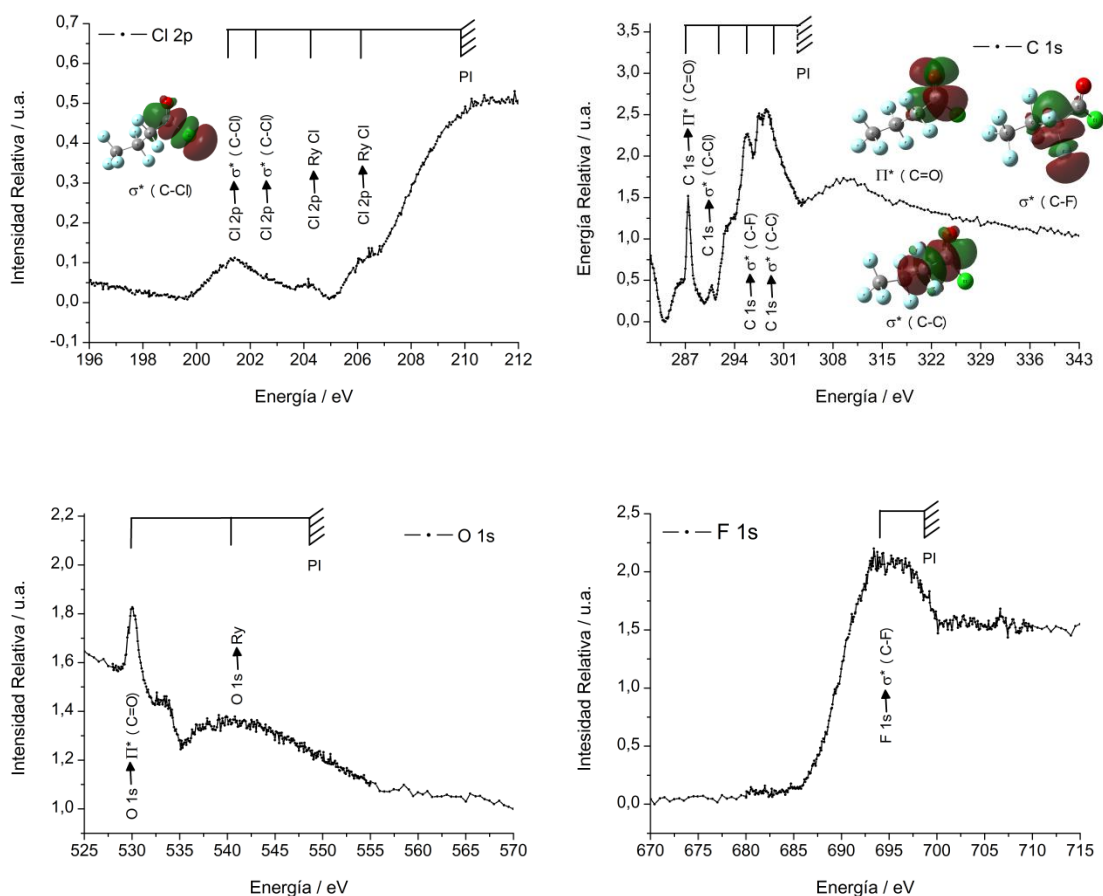 Cl 2p
PI
σ* (C-Cl)
Cl 2p → σ* (C-Cl)
Cl 2p → σ* (C-Cl)
Cl 2p → Ry Cl
Cl 2p → Ry Cl
Intensidad Relativa / u.a.
0,7
0,6
0,5
0,4
0,3
0,2
0,1
0,0
-0,1
196 198 200 202 204 206 208 210 212
Energía / eV
C 1s
PI
C 1s → Π* (C=O)
C 1s → σ* (C-Cl)
C 1s → σ* (C-F)
C 1s → σ* (C-C)
Π* (C=O)
σ* (C-F)
σ* (C-C)
Energía Relativa / u.a.
3,5
3,0
2,5
2,0
1,5
1,0
0,5
0,0
287 294 301 308 315 322 329 336 343
Energía / eV
O 1s
PI
O 1s → Π* (C=O)
O 1s → Ry
Intensidad Relativa / u.a.
2,2
2,0
1,8
1,6
1,4
1,2
1,0
525 530 535 540 545 550 555 560 565 570
Energía / eV
F 1s
PI
F 1s → σ* (C-F)
Intesidad Relativa / u.a.
2,5
2,0
1,5
1,0
0,5
0,0
670 675 680 685 690 695 700 705 710 715
Energía / eV